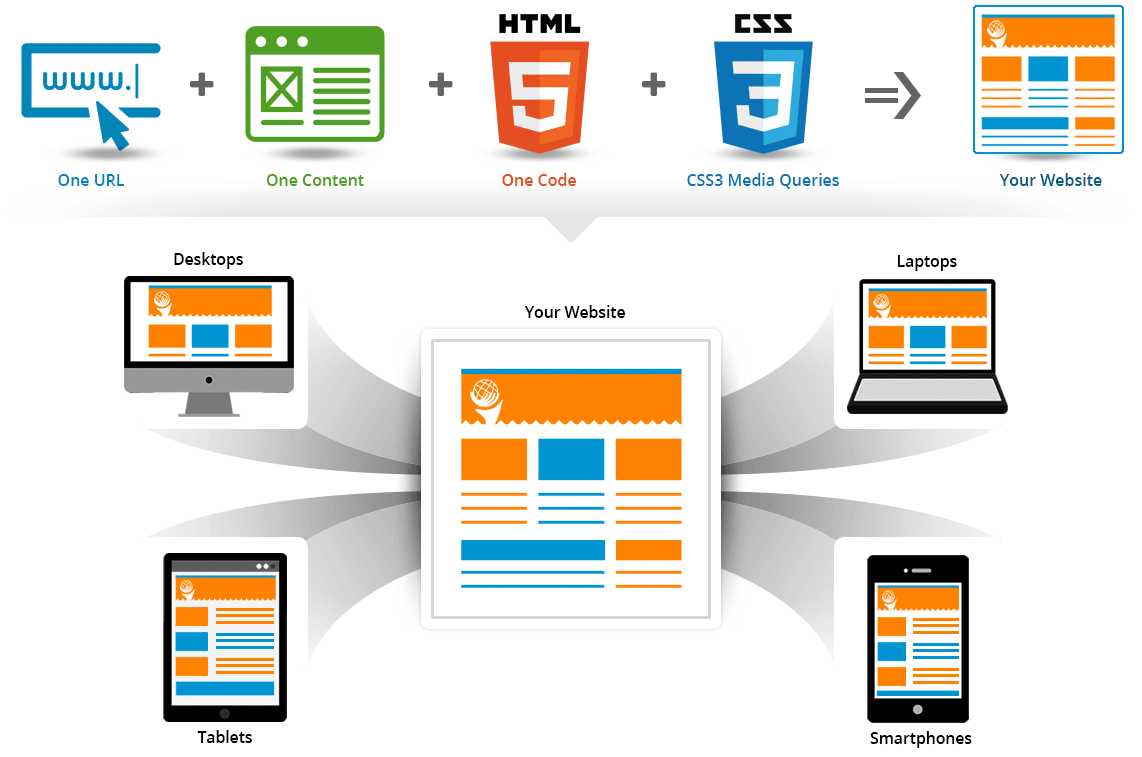 HTML
CSS
www.
5
3
One URL
One Content
One Code
CSS3 Media Queries
Your Website
Desktops
Laptops
Your Website
Tablets
Smartphones